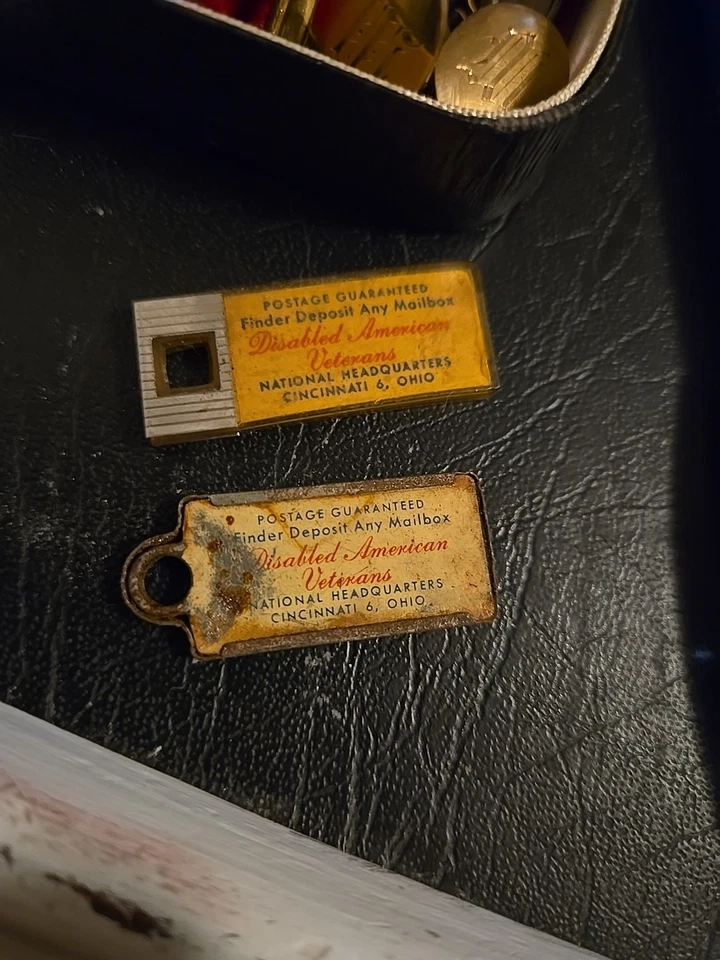 POSTAGE GUARANTEED
Finder Deposit Any Mailbox
Disabled American
Veterans
NATIONAL HEADQUARTERS
CINCINNATI 6, OHIO
POSTAGE GUARANTEED
Finder Deposit Any Mailbox
Disabled American
Veterans
NATIONAL HEADQUARTERS
CINCINNATI 6, OHIO